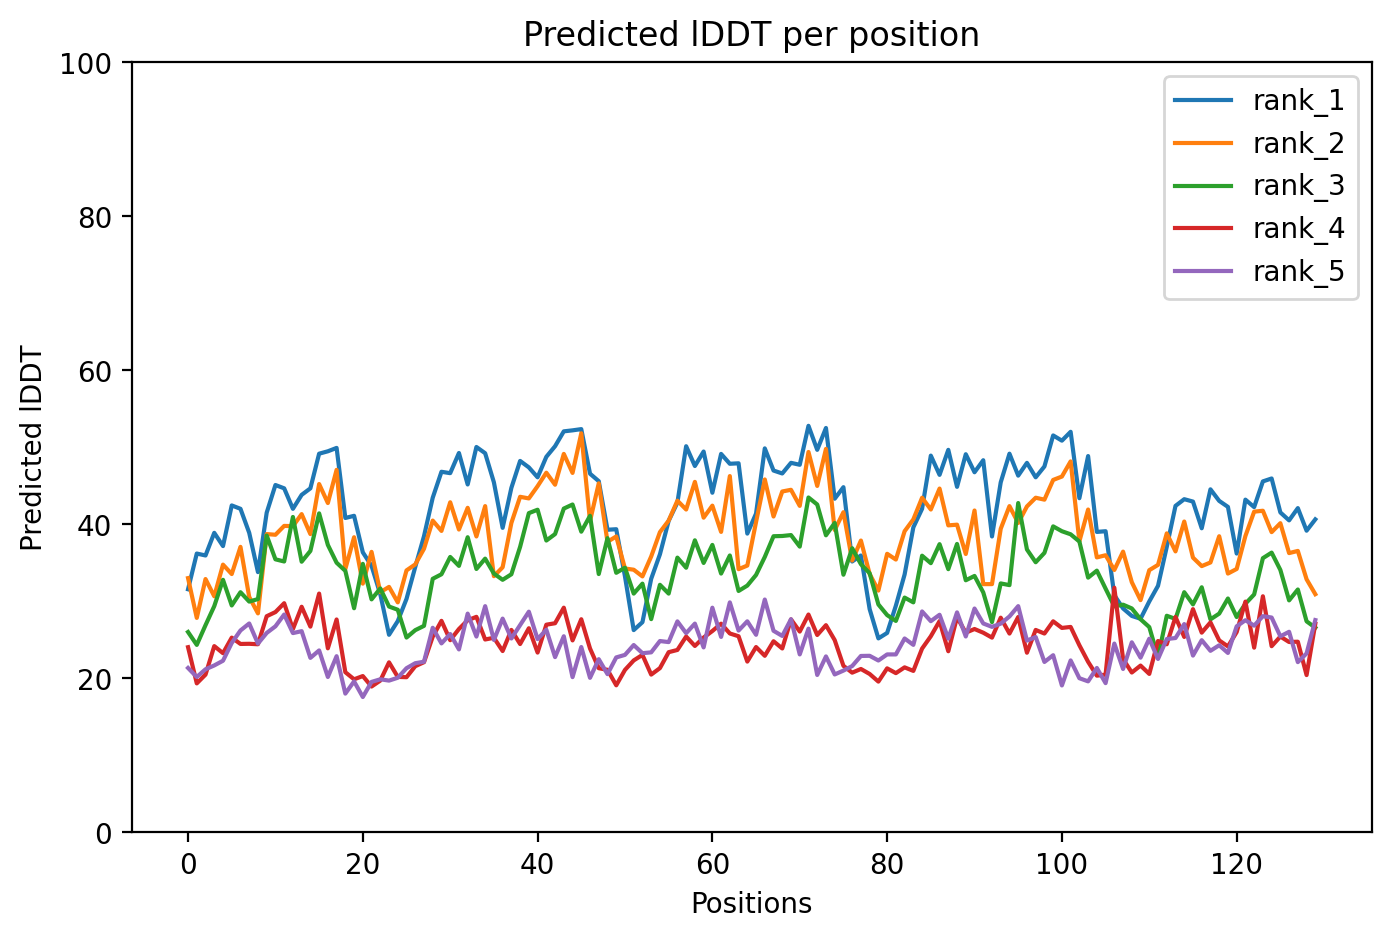 Predicted lDDT per position
100
80
60
40
20
0
Predicted lDDT
0 20 40 60 80 100 120
Positions
rank_1
rank_2
rank_3
rank_4
rank_5